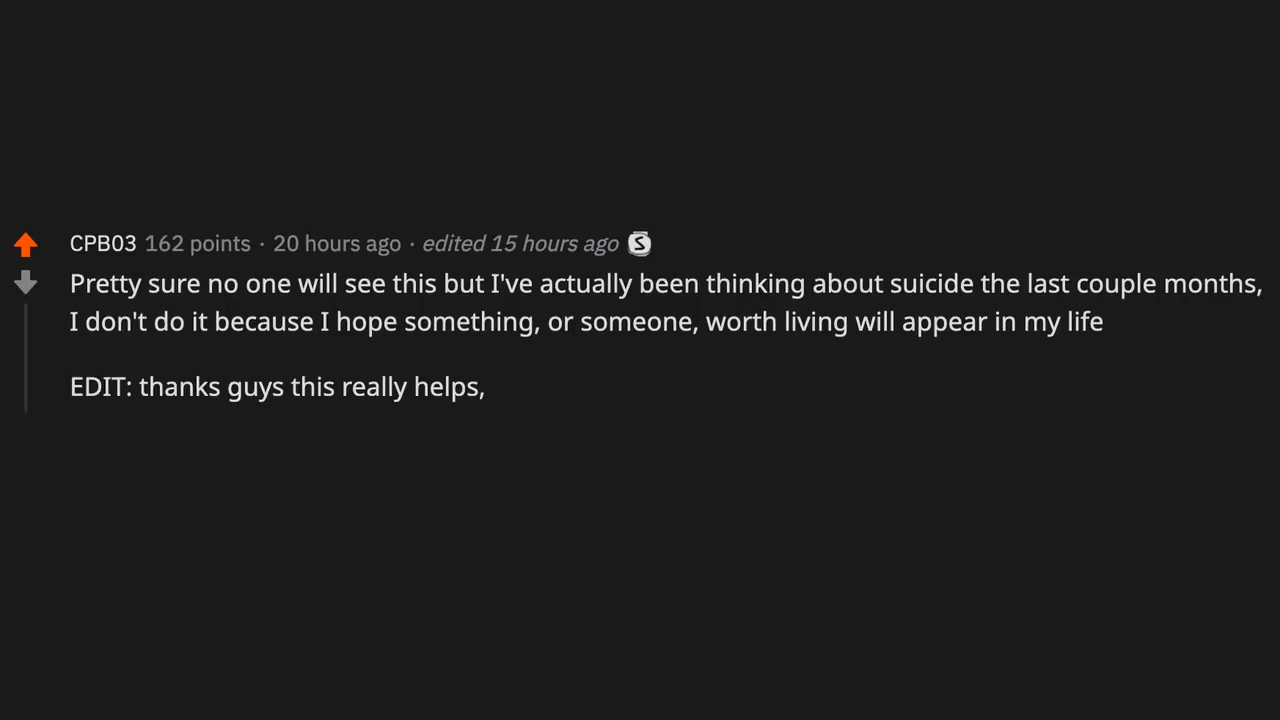 CPB03 162 points · 20 hours ago · edited 15 hours ago S
Pretty sure no one will see this but I've actually been thinking about suicide the last couple months,
I don't do it because I hope something, or someone, worth living will appear in my life
EDIT: thanks guys this really helps,